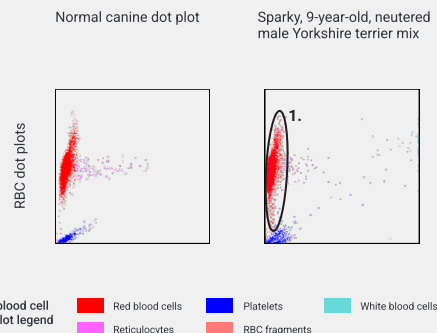 Normal canine dot plot
Sparky, 9-year-old, neutered
male Yorkshire terrier mix
RBC dot plots
1.
blood cell
lot legend
Red blood cells
Platelets
White blood cells
Reticulocytes
RBC fragments